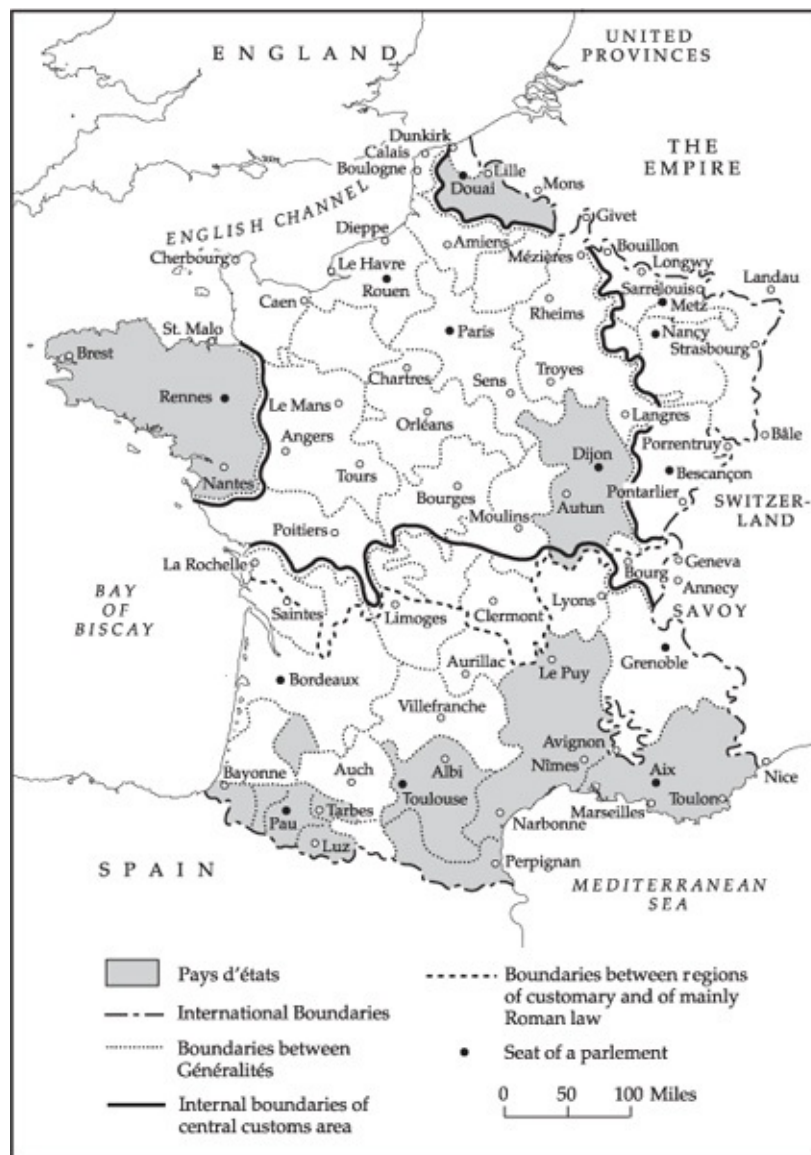 ENGLAND
UNITED
PROVINCES
THE
EMPIRE
Dunkirk
Calais
Boulogne
Lille
Douai
Mons
ENGLISH CHANNEL
Dieppe
Givet
Amiens
Bouillon
Mézières
Longwy
Cherbourg
Le Havre
Rouen
Sarrelouis
Landau
Metz
Caen
Rheims
St. Malo
Paris
Nançy
Strasbourg
Brest
Chartres
Troyes
Sens
Rennes
Le Mans
Orléans
Langres
Angers
Bâle
Porrentruy
Dijon
Tours
Bescançon
Nantes
Bourges
Autun
Pontarlier
SWITZER-
LAND
Moulins
Poitiers
La Rochelle
Bourg
Geneva
Annecy
BAY
OF
BISCAY
Saintes
Limoges
Clermont
Lyons
SAVOY
Aurillac
Le Puy
Grenoble
Bordeaux
Villefranche
Avignon
Bayonne
Auch
Albi
Nîmes
Aix
Nice
Toulouse
Pau
Tarbes
Marseilles
Toulon
Narbonne
Luz
SPAIN
Perpignan
MEDITERRANEAN
SEA
Pays d'états
International Boundaries
Boundaries between
Généralités
Internal boundaries of
central customs area
Boundaries between regions
of customary and of mainly
Roman law
Seat of a parlement
0 50 100 Miles